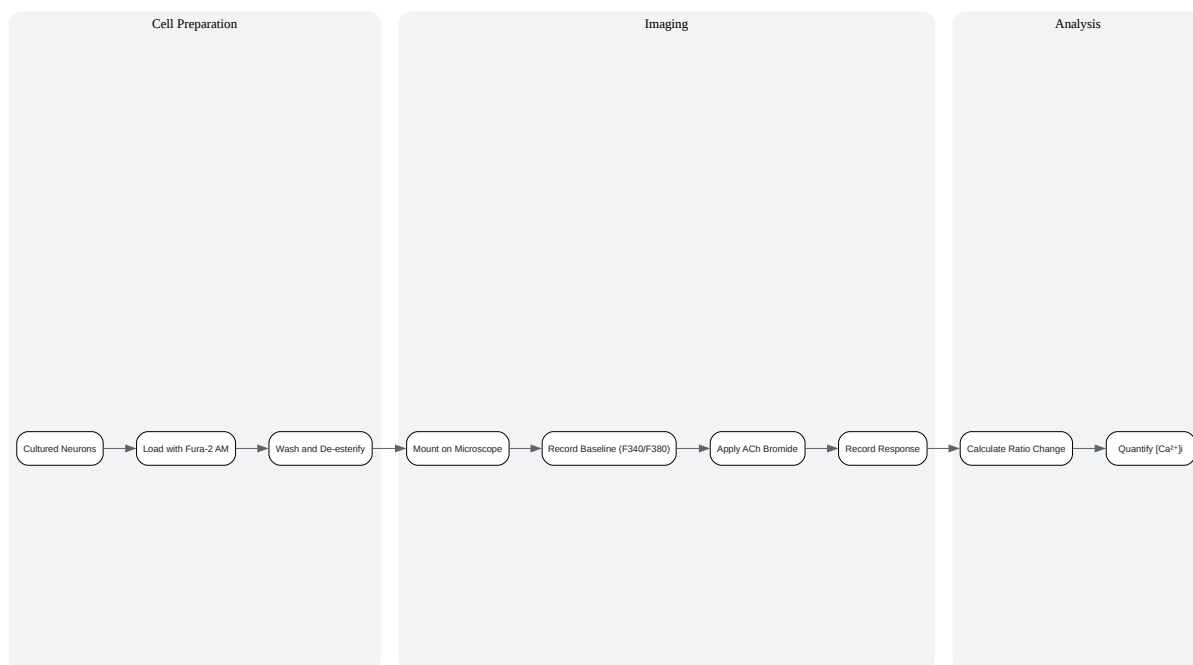 Cell Preparation
Imaging
Analysis
Cultured Neurons
Load with Fura-2 AM
Wash and De-esterify
Mount on Microscope
Record Baseline (F340/F380)
Apply ACh Bromide
Record Response
Calculate Ratio Change
Quantify [Ca²⁺]i